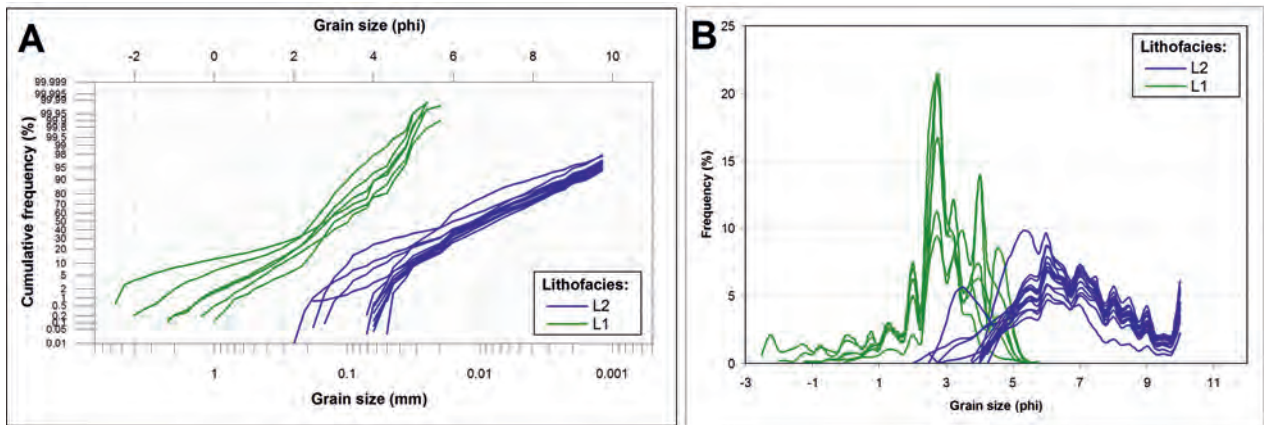 A
Grain size (phi)
-2 0 2 4 6 8 10
Cumulative frequency (%)
99.999
99.995
99.99
99.95
99.9
99.8
99.5
99
98
95
90
80
70
60
50
40
30
20
10
5
2
1
0.5
0.2
0.1
0.05
0.01
Lithofacies:
L2
L1
1 0.1 0.01 0.001
Grain size (mm)
B
Frequency (%)
25
20
15
10
5
0
Lithofacies:
L2
L1
-3 -1 1 3 5 7 9 11
Grain size (phi)